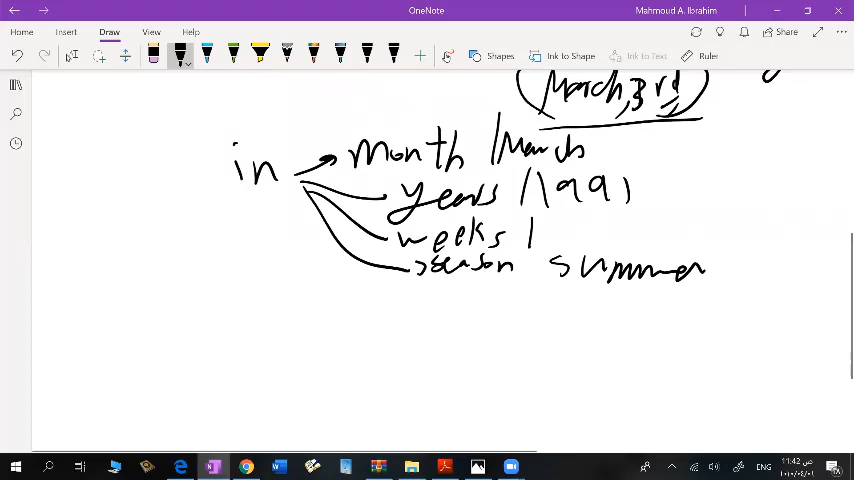 OneNote
Mahmoud A. Ibrahim
Home Insert Draw View Help
Share
Shapes Ink to Shape Ink to Text Ruler
(March, 3rd)
in
month / March
years / 1991
weeks /
season summer
ENG
11:42 ص